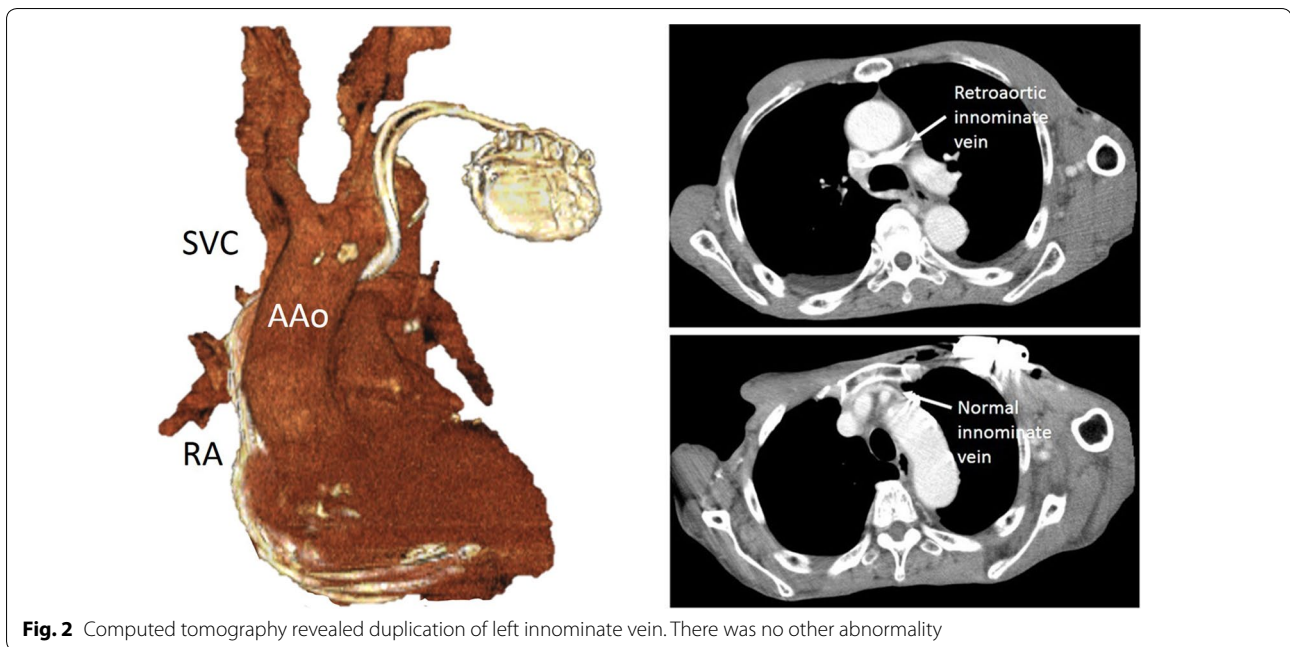 SVC
AAo
RA
Retroaortic
innominate
vein
Normal
innominate
vein
Fig. 2 Computed tomography revealed duplication of left innominate vein. There was no other abnormality